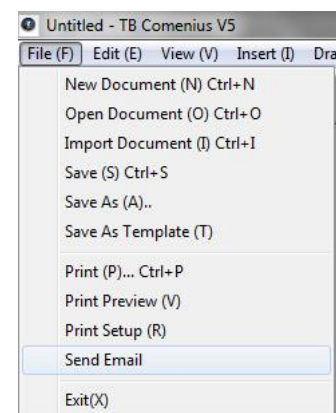 Untitled - TB Comenius V5
File (F) Edit (E) View (V) Insert (I) Dra
New Document (N) Ctrl+N
Open Document (O) Ctrl+O
Import Document (I) Ctrl+I
Save (S) Ctrl+S
Save As (A)..
Save As Template (T)
Print (P)... Ctrl+P
Print Preview (V)
Print Setup (R)
Send Email
Exit(X)